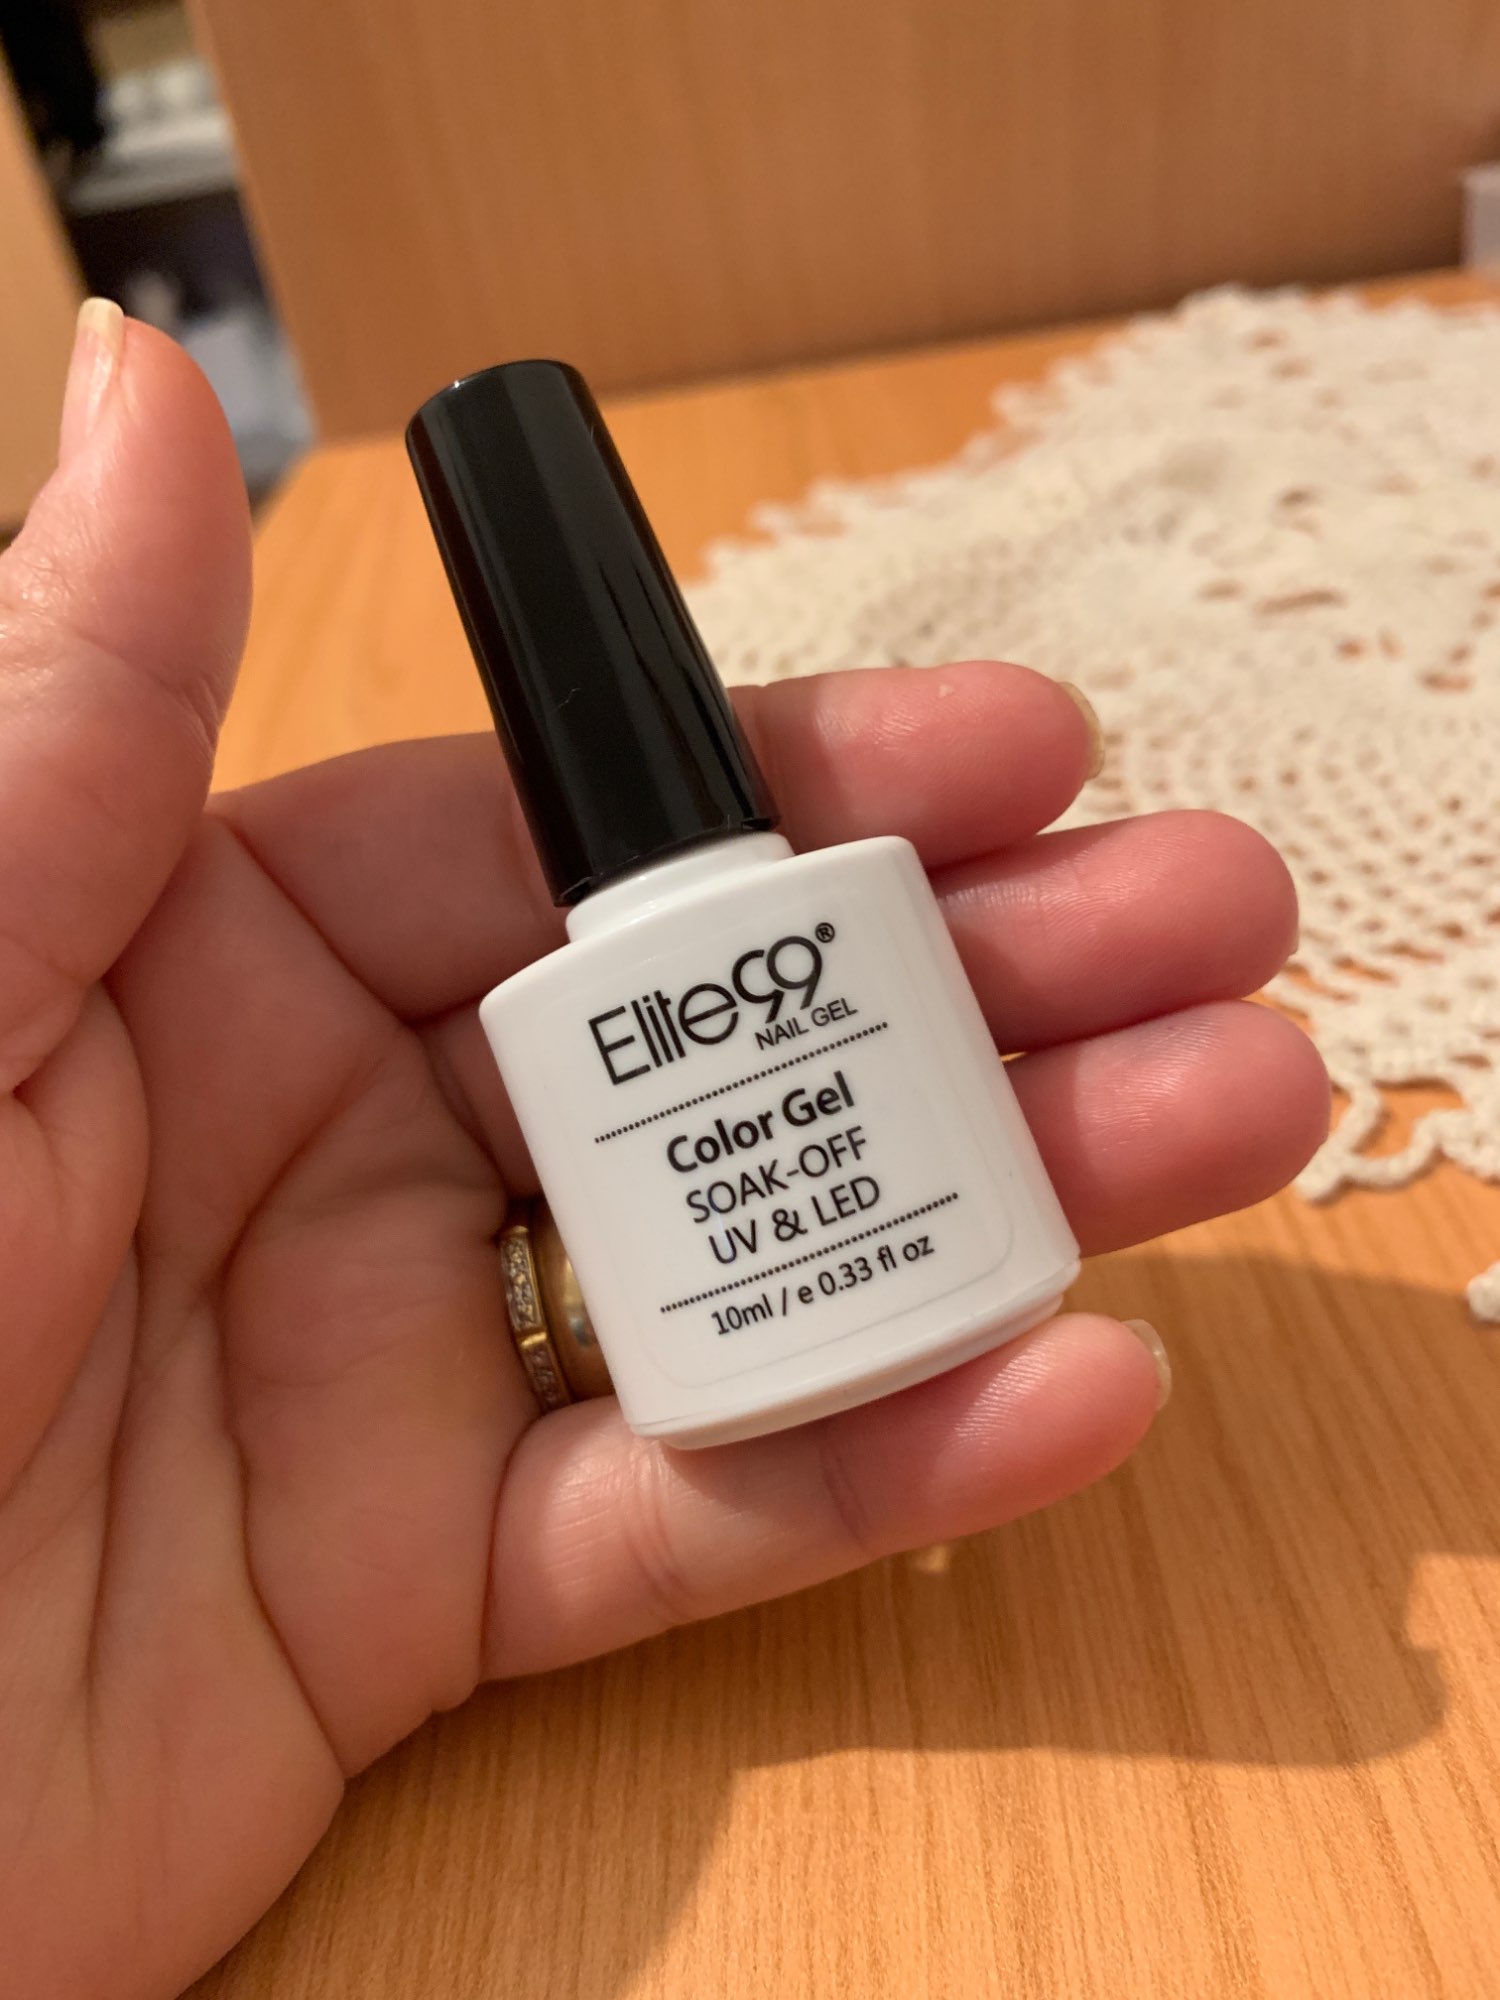 Elite99®
NAIL GEL
Color Gel
SOAK-OFF
UV & LED
10ml / e 0.33 fl oz